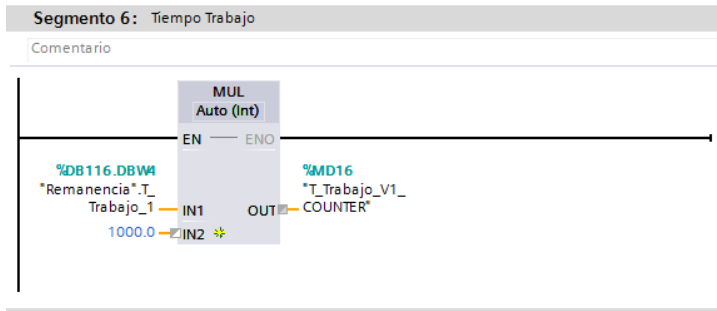 Segmento 6: Tiempo Trabajo
Comentario
MUL
Auto (Int)
EN ENO
%DB116.DBW4
"Remanencia".T_
Trabajo_1
IN1
1000.0
IN2
%MD16
"T_Trabajo_V1_
COUNTER"
OUT